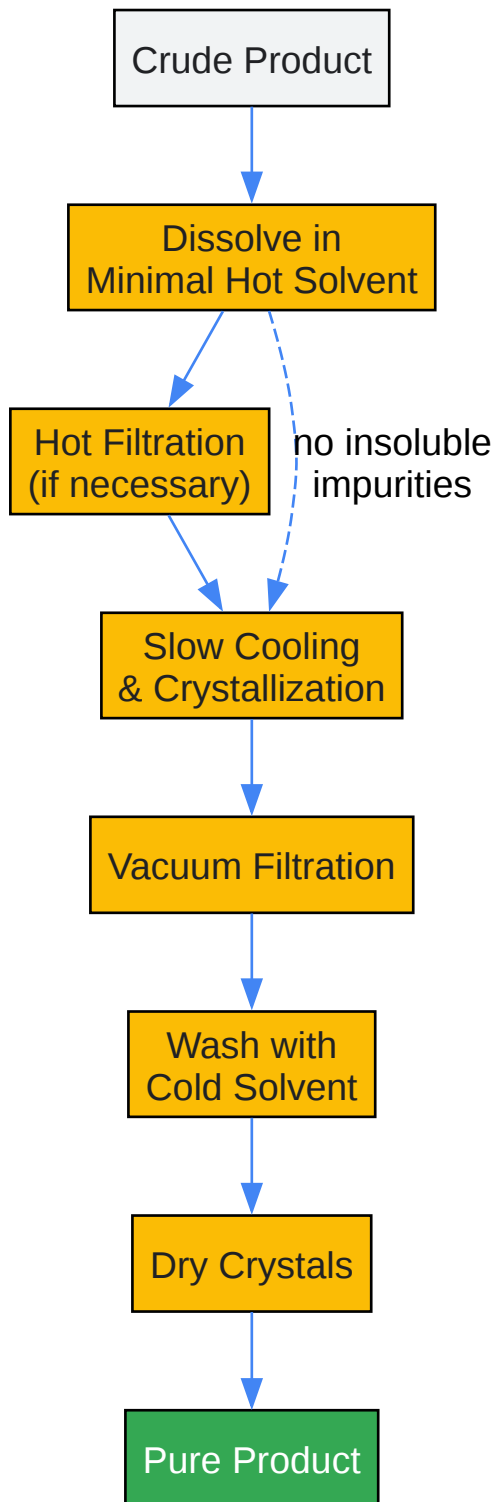 Crude Product
Dissolve in
Minimal Hot Solvent
Hot Filtration
(if necessary)
no insoluble
impurities
Slow Cooling
& Crystallization
Vacuum Filtration
Wash with
Cold Solvent
Dry Crystals
Pure Product